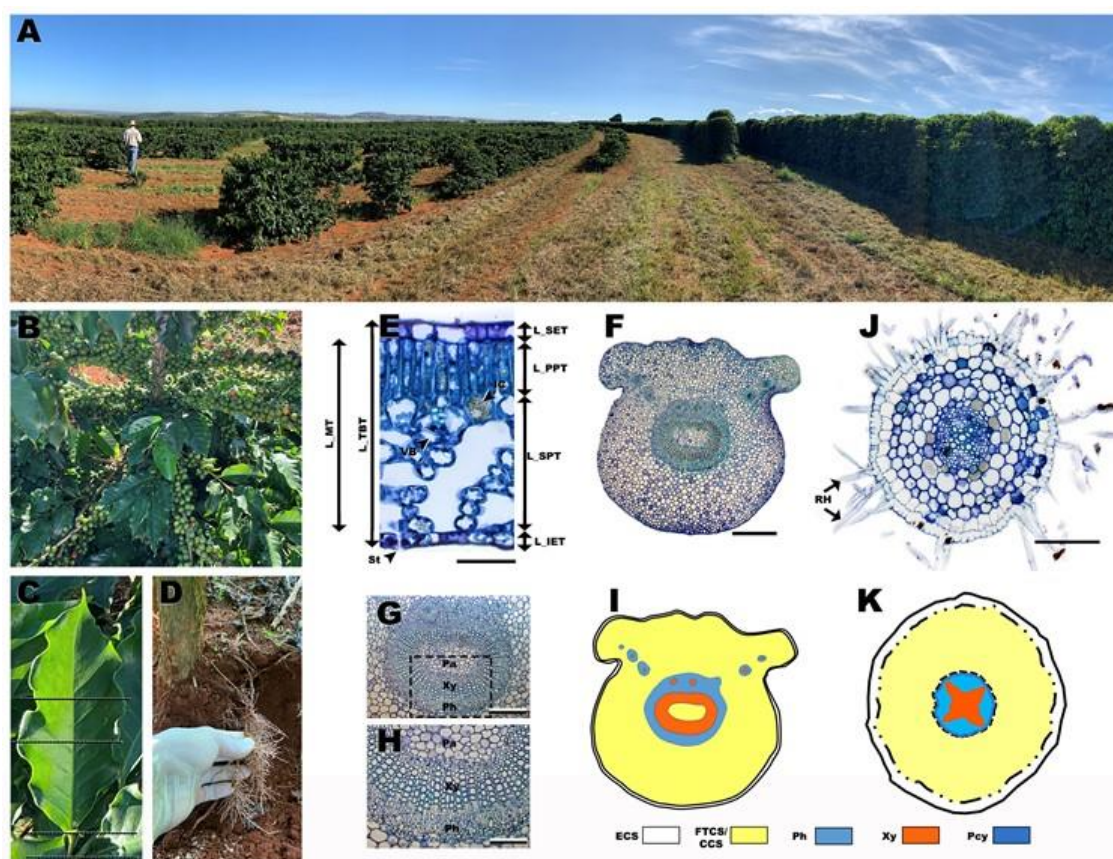 A
B
E
L_SET
L_PPT
IC
L_MT
L_TBT
VB
L_SPT
L_IET
St
F
J
RH
C
D
G
Pa
Xy
Ph
H
Pa
Xy
Ph
I
K
ECS
FTCS/
CCS
Ph
Xy
Pcy